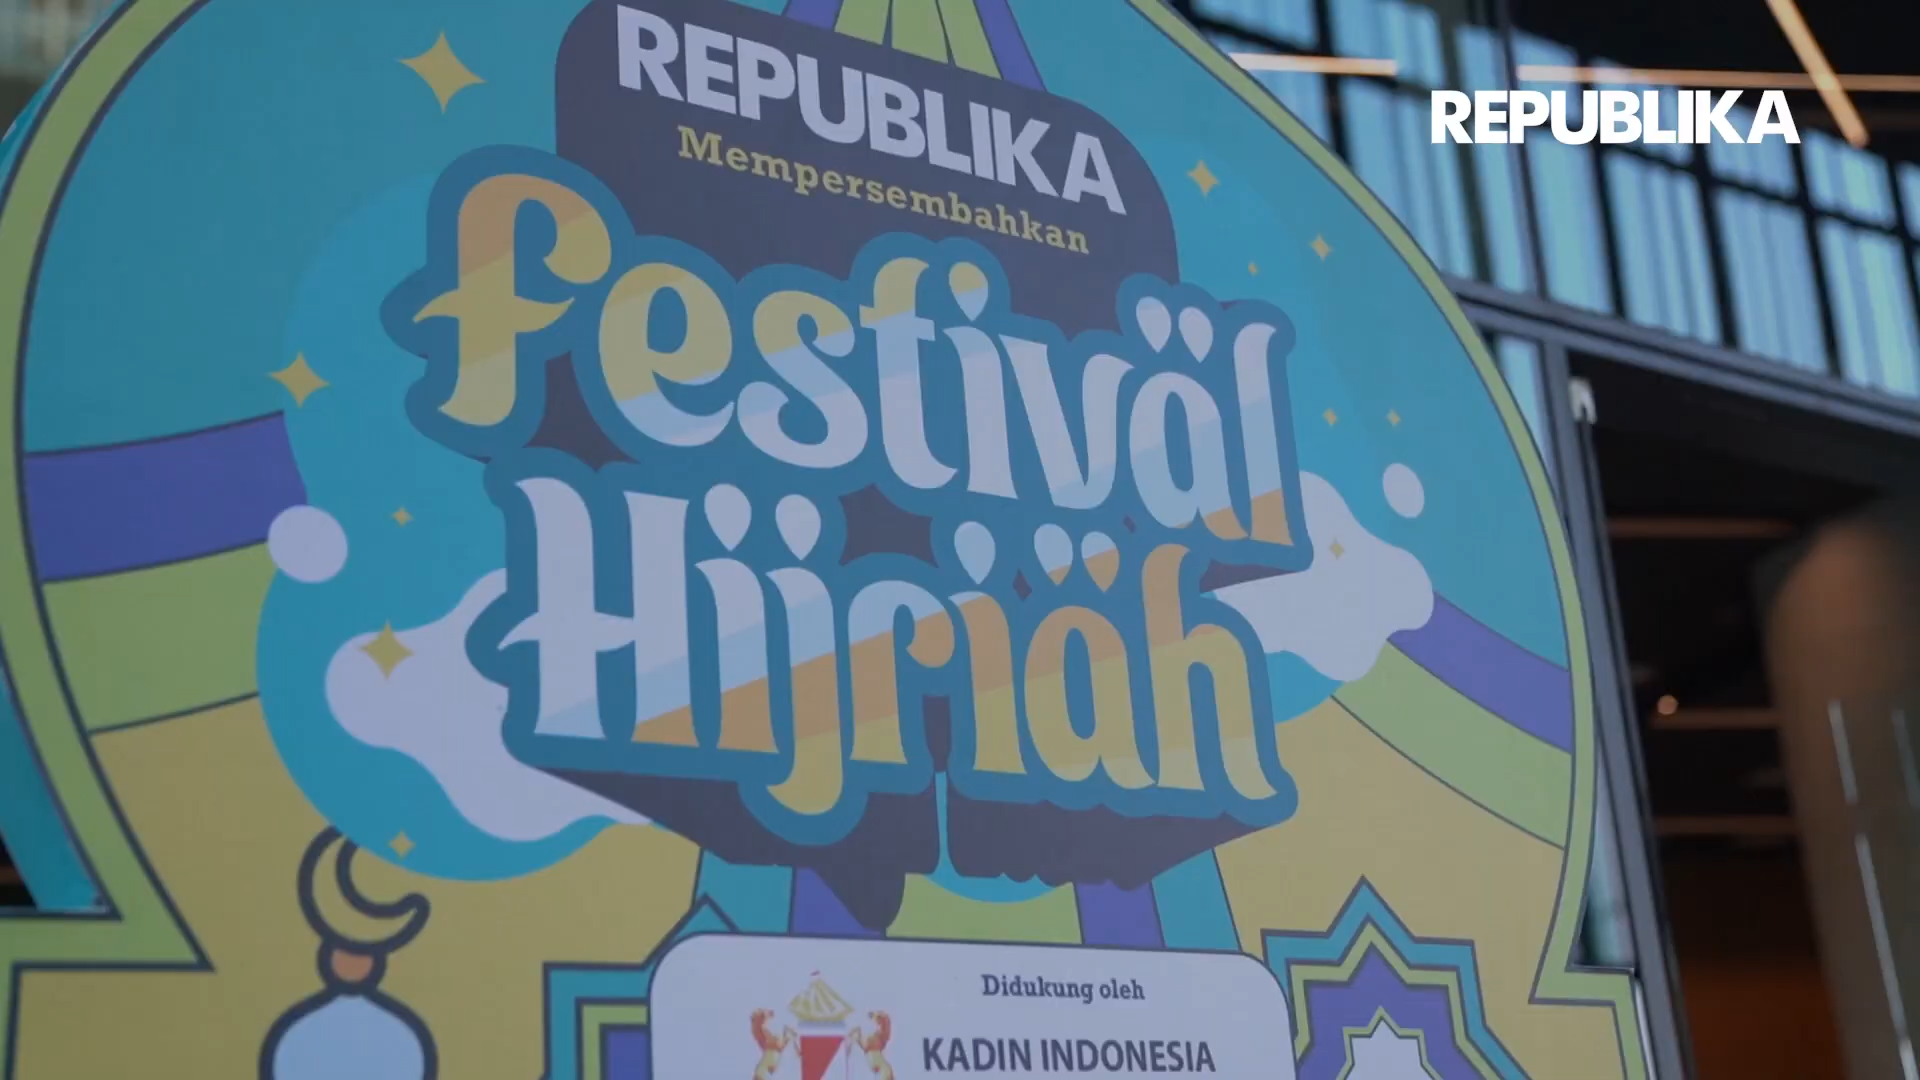 REPUBLIKA
REPUBLIKA
Mempersembahkan
Festival
Hijriah
Didukung oleh
KADIN INDONESIA